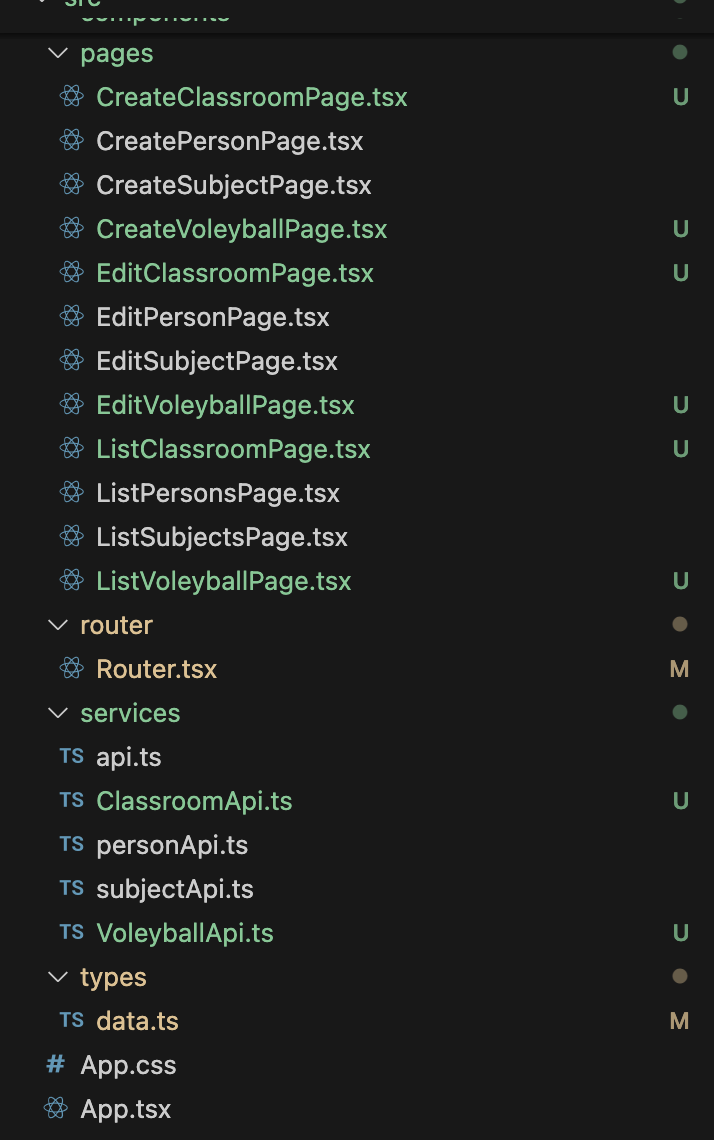 src
components
pages
CreateClassroomPage.tsx U
CreatePersonPage.tsx
CreateSubjectPage.tsx
CreateVoleyballPage.tsx U
EditClassroomPage.tsx U
EditPersonPage.tsx
EditSubjectPage.tsx
EditVoleyballPage.tsx U
ListClassroomPage.tsx U
ListPersonsPage.tsx
ListSubjectsPage.tsx
ListVoleyballPage.tsx U
router
Router.tsx M
services
TS api.ts
TS ClassroomApi.ts U
TS personApi.ts
TS subjectApi.ts
TS VoleyballApi.ts U
types
TS data.ts M
# App.css
App.tsx